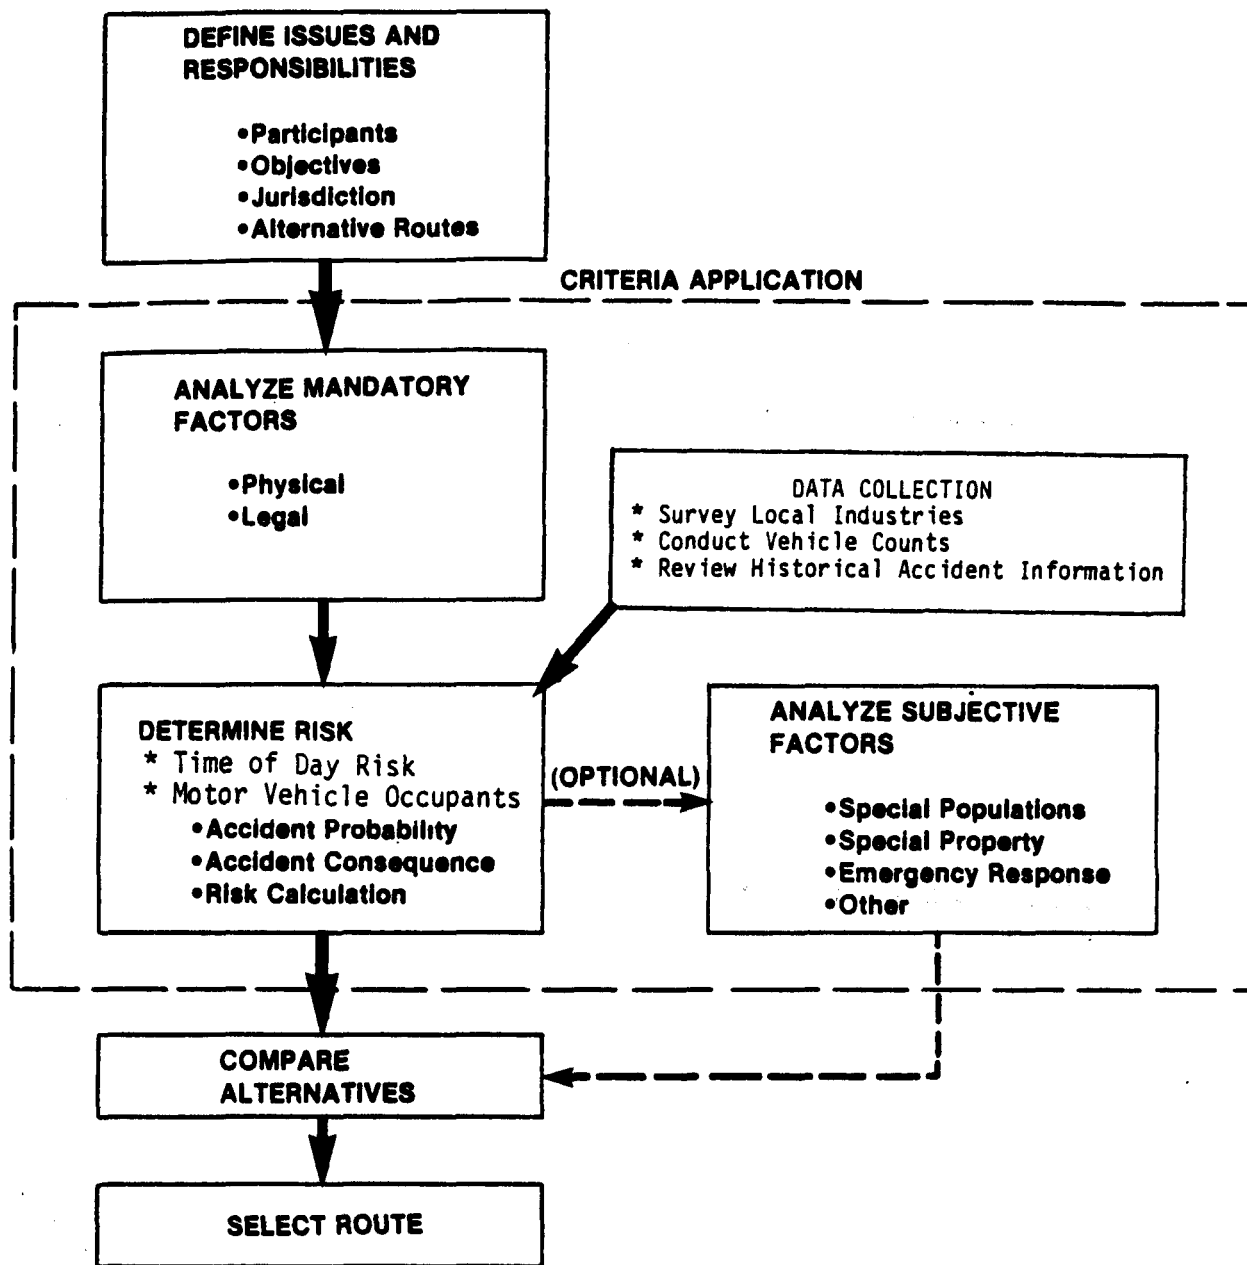 DEFINE ISSUES AND
RESPONSIBILITIES
•Participants
•Objectives
•Jurisdiction
•Alternative Routes
CRITERIA APPLICATION
ANALYZE MANDATORY
FACTORS
•Physical
•Legal
DATA COLLECTION
* Survey Local Industries
* Conduct Vehicle Counts
* Review Historical Accident Information
DETERMINE RISK
* Time of Day Risk
* Motor Vehicle Occupants
•Accident Probability
•Accident Consequence
•Risk Calculation
(OPTIONAL)
ANALYZE SUBJECTIVE
FACTORS
•Special Populations
•Special Property
•Emergency Response
•Other
COMPARE
ALTERNATIVES
SELECT ROUTE